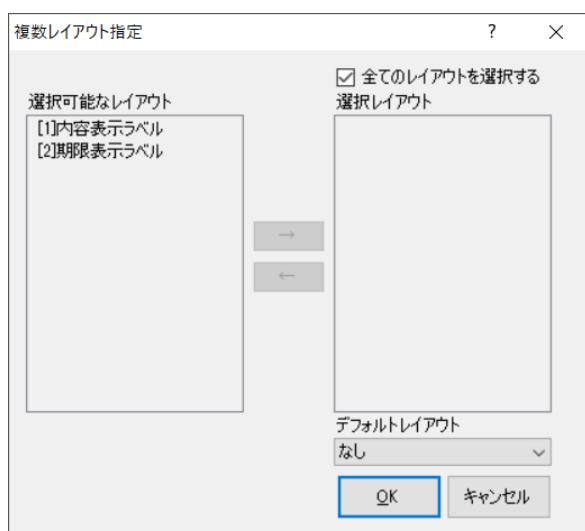 複数レイアウト指定
?
全てのレイアウトを選択する
選択可能なレイアウト
選択レイアウト
[1]内容表示ラベル
[2]期限表示ラベル
→
←
デフォルトレイアウト
なし
OK
キャンセル